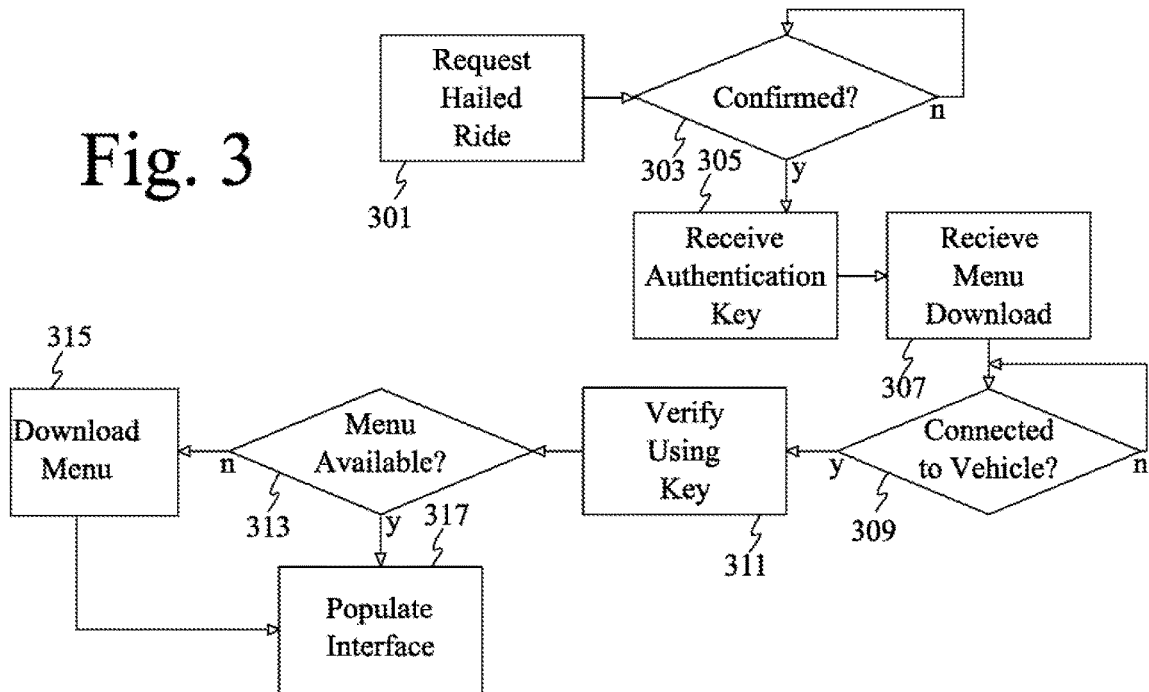 Fig. 3
Request
Hailed
Ride
301
Confirmed?
n
y
303
305
Receive
Authentication
Key
Recieve
Menu
Download
307
Connected
to Vehicle?
n
y
309
Verify
Using
Key
311
Menu
Available?
n
y
313
315
Download
Menu
317
Populate
Interface